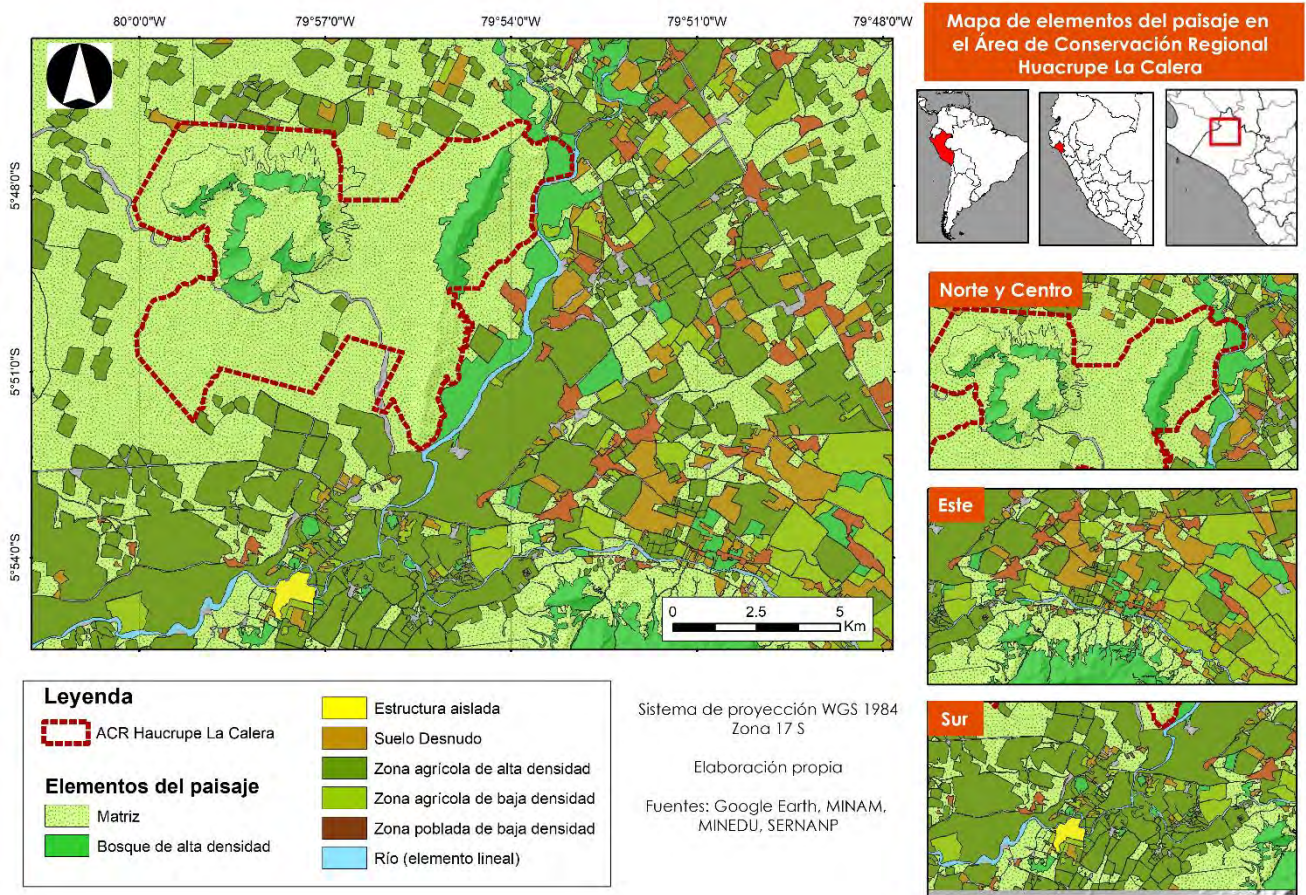 80°0'0"W
79°57'0"W
79°54'0"W
79°51'0"W
79°48'0"W
5°48'0"S
5°51'0"S
5°54'0"S
0
2.5
5
Km
Mapa de elementos del paisaje en
el Área de Conservación Regional
Huacrupe La Calera
Norte y Centro
Este
Sur
Leyenda
ACR Haucrupe La Calera
Elementos del paisaje
Matriz
Bosque de alta densidad
Estructura aislada
Suelo Desnudo
Zona agrícola de alta densidad
Zona agrícola de baja densidad
Zona poblada de baja densidad
Río (elemento lineal)
Sistema de proyección WGS 1984
Zona 17 S
Elaboración propia
Fuentes: Google Earth, MINAM,
MINEDU, SERNANP